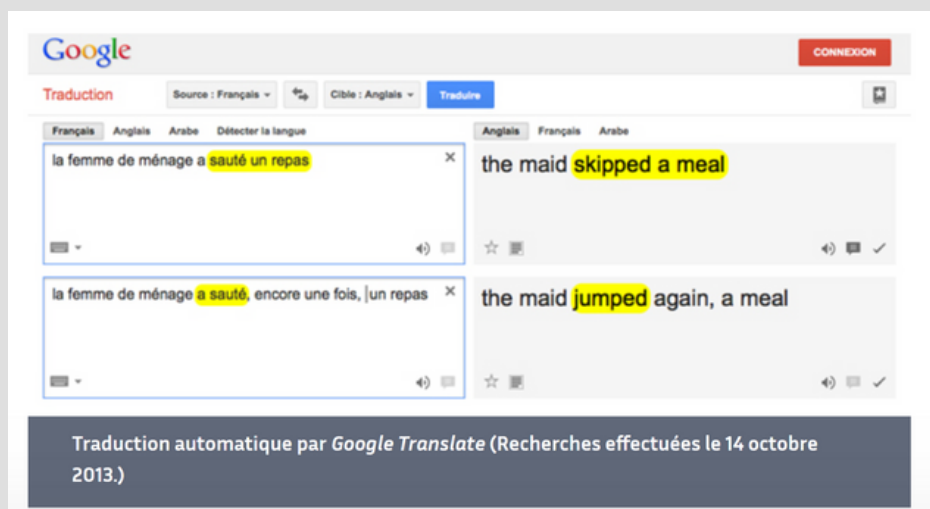 Google
CONNEXION
Traduction
Source : Français
Cible : Anglais
Traduire
Français Anglais Arabe Détecter la langue
Anglais Français Arabe
la femme de ménage a sauté un repas
the maid skipped a meal
la femme de ménage a sauté, encore une fois, un repas
the maid jumped again, a meal
Traduction automatique par Google Translate (Recherches effectuées le 14 octobre
2013.)